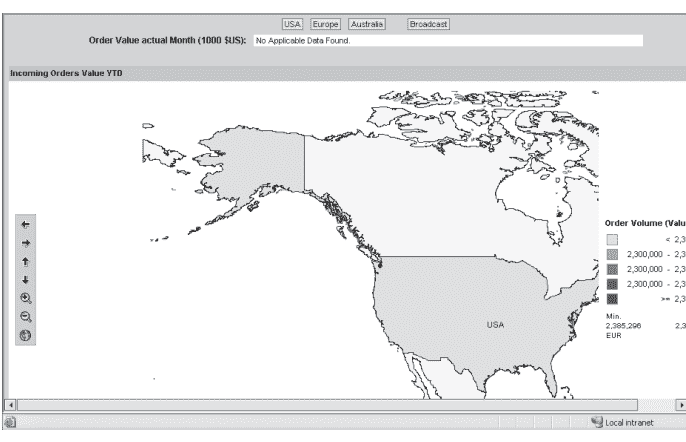 USA Europe Australia Broadcast
Order Value actual Month (1000 $US): No Applicable Data Found.
Incoming Orders Value YTD
Order Volume (Valu
< 2,3
2,300,000 - 2,3
2,300,000 - 2,3
2,300,000 - 2,3
>= 2,3
USA
Min.
2,385,296 2,3
EUR
Local intranet